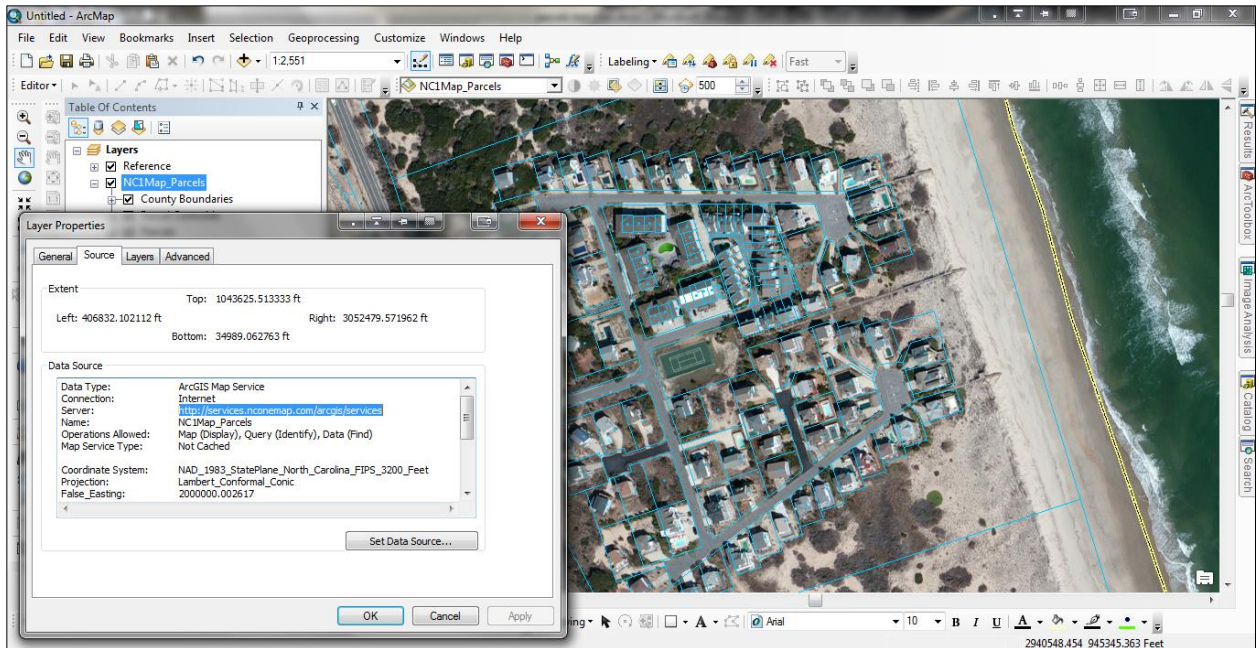 Untitled - ArcMap
File Edit View Bookmarks Insert Selection Geoprocessing Customize Windows Help
1:2,551 Labeling Fast
Editor NC1Map_Parcels 500
Table Of Contents
Layers
Reference
NC1Map_Parcels
County Boundaries
Layer Properties
General Source Layers Advanced
Extent
Top: 1043625.513333 ft
Left: 406832.102112 ft Right: 3052479.571962 ft
Bottom: 34989.062763 ft
Data Source
Data Type: ArcGIS Map Service
Connection: Internet
Server: http://services.nconemap.com/arcgis/services
Name: NC1Map_Parcels
Operations Allowed: Map (Display), Query (Identify), Data (Find)
Map Service Type: Not Cached
Coordinate System: NAD_1983_StatePlane_North_Carolina_FIPS_3200_Feet
Projection: Lambert_Conformal_Conic
False_Easting: 2000000.002617
Set Data Source...
OK Cancel Apply
Results
ArcToolbox
Image Analysis
Catalog
Search
ing A Arial 10 B I U A
2940548.454 945345.363 Feet